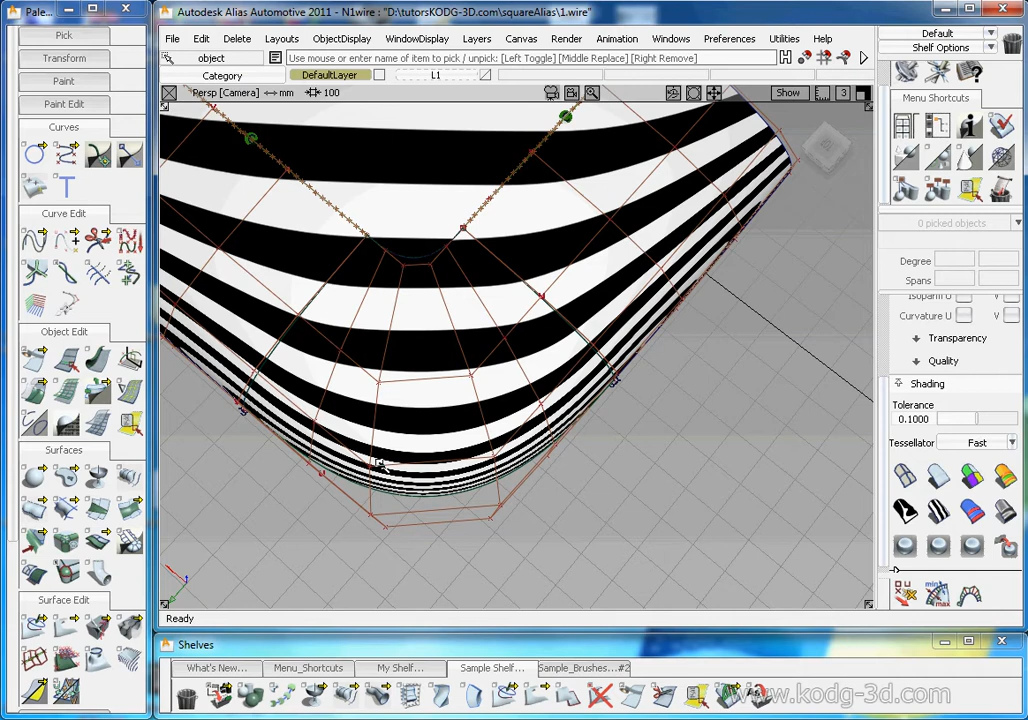 Pale...
Autodesk Alias Automotive 2011 - N1wire : "D:\tutorsKODG-3D.com\squareAlias\1.wire"
Pick
Transform
Paint
Paint Edit
Curves
T
Curve Edit
Object Edit
Surfaces
Surface Edit
File Edit Delete Layouts ObjectDisplay WindowDisplay Layers Canvas Render Animation Windows Preferences Utilities Help
object
Use mouse or enter name of item to pick / unpick: [Left Toggle] [Middle Replace] [Right Remove]
Category DefaultLayer L1
Persp [Camera] <-> mm 100 Show 3
Ready
Default
Shelf Options
Menu Shortcuts
0 picked objects
Degree
Spans
Isoparm U V
Curvature U V
Transparency
Quality
Shading
Tolerance
0.1000
Tessellator Fast
min
max
Shelves
What's New... Menu_Shortcuts My Shelf... Sample Shelf... Sample_Brushes...#2
www.kodg-3d.com